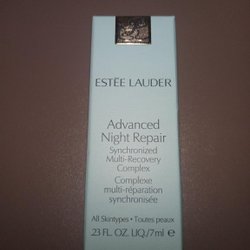 ESTĒE LAUDER
Advanced
Night Repair
Synchronized
Multi-Recovery
Complex
Complexe
multi-réparation
synchronisée
All Skintypes • Toutes peaux
.23 FL. OZ. LIQ./7ml e